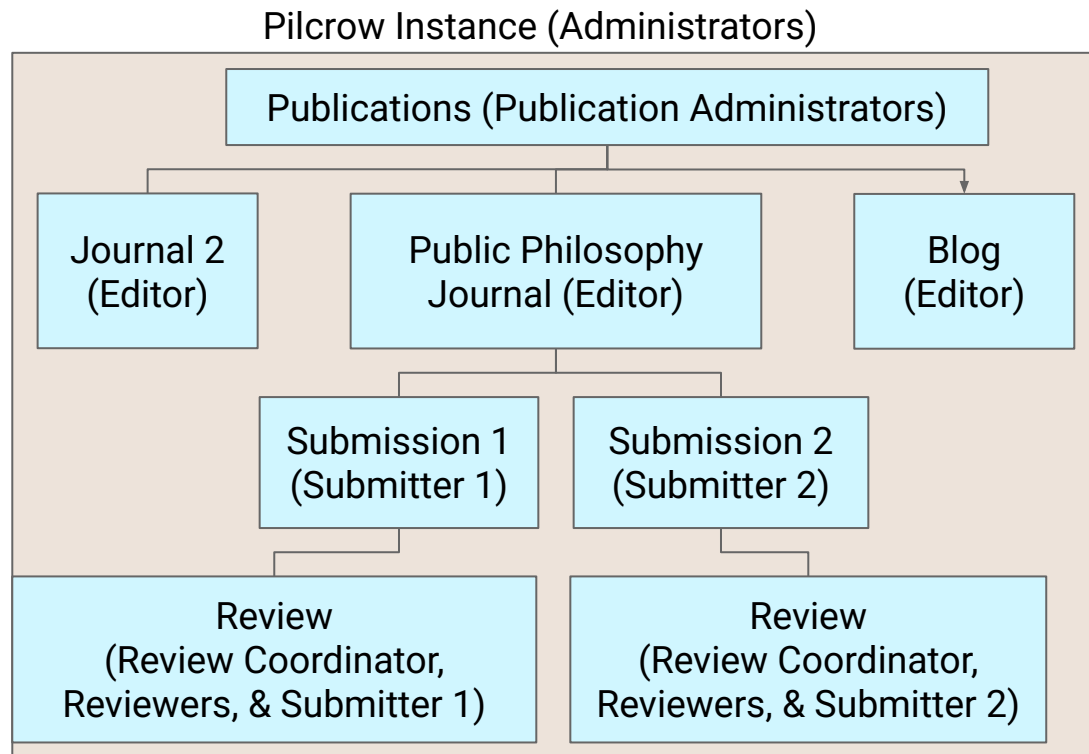 Pilcrow Instance (Administrators)
Publications (Publication Administrators)
Journal 2
(Editor)
Public Philosophy
Journal (Editor)
Blog
(Editor)
Submission 1
(Submitter 1)
Submission 2
(Submitter 2)
Review
(Review Coordinator,
Reviewers, & Submitter 1)
Review
(Review Coordinator,
Reviewers, & Submitter 2)